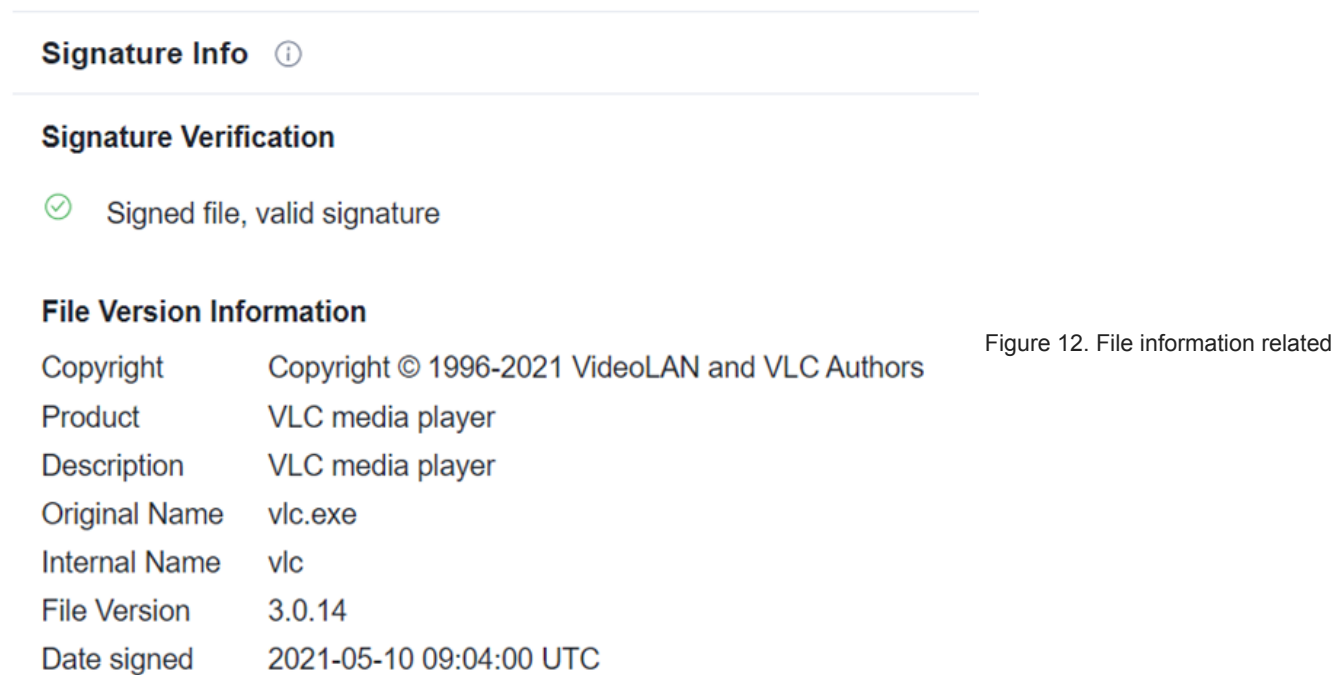 Signature Info
Signature Verification
Signed file, valid signature
File Version Information
Copyright Copyright © 1996-2021 VideoLAN and VLC Authors
Product VLC media player
Description VLC media player
Original Name vlc.exe
Internal Name vlc
File Version 3.0.14
Date signed 2021-05-10 09:04:00 UTC
Figure 12. File information related